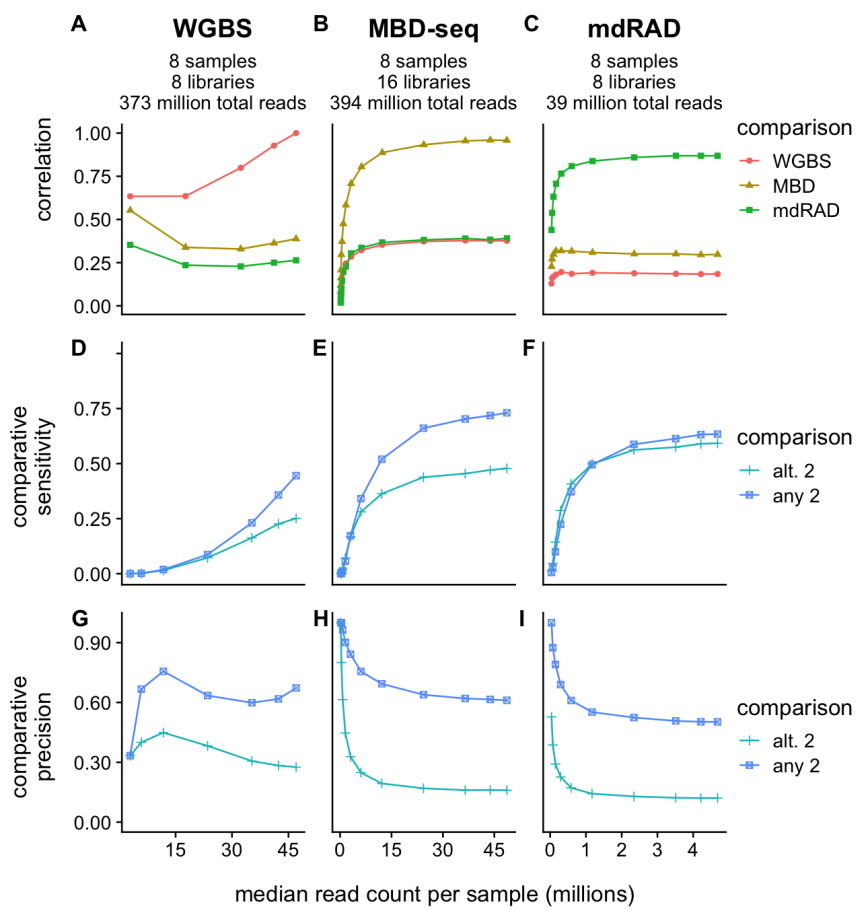 A WGBS B MBD-seq C mdRAD
8 samples 8 samples 8 samples
8 libraries 16 libraries 8 libraries
373 million total reads 394 million total reads 39 million total reads
correlation
1.00
0.75
0.50
0.25
0.00
comparison
WGBS
MBD
mdRAD
D E F
comparative
sensitivity
0.75
0.50
0.25
0.00
comparison
alt. 2
any 2
G H I
comparative
precision
0.90
0.60
0.30
0.00
comparison
alt. 2
any 2
15 30 45 0 15 30 45 0 1 2 3 4
median read count per sample (millions)